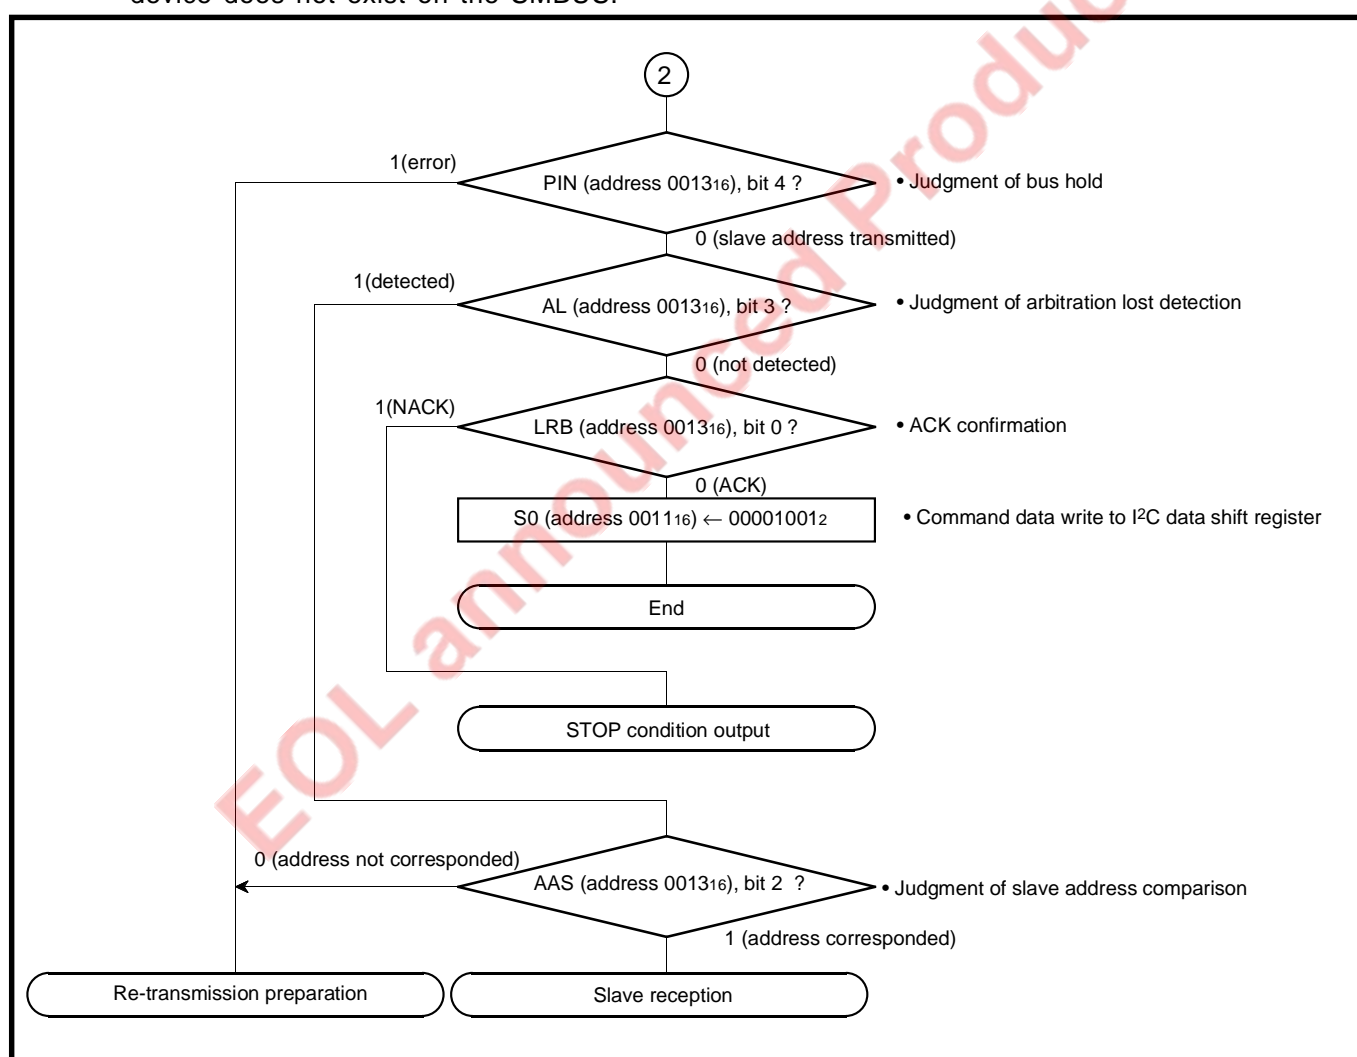 device does not exist on the SMBUS.
2
1(error)
PIN (address 001316), bit 4 ?
• Judgment of bus hold
0 (slave address transmitted)
1(detected)
AL (address 001316), bit 3 ?
• Judgment of arbitration lost detection
0 (not detected)
1(NACK)
LRB (address 001316), bit 0 ?
• ACK confirmation
0 (ACK)
S0 (address 001116) ← 000010012
• Command data write to I2C data shift register
End
STOP condition output
0 (address not corresponded)
AAS (address 001316), bit 2 ?
• Judgment of slave address comparison
1 (address corresponded)
Re-transmission preparation
Slave reception
EOL announced Produc